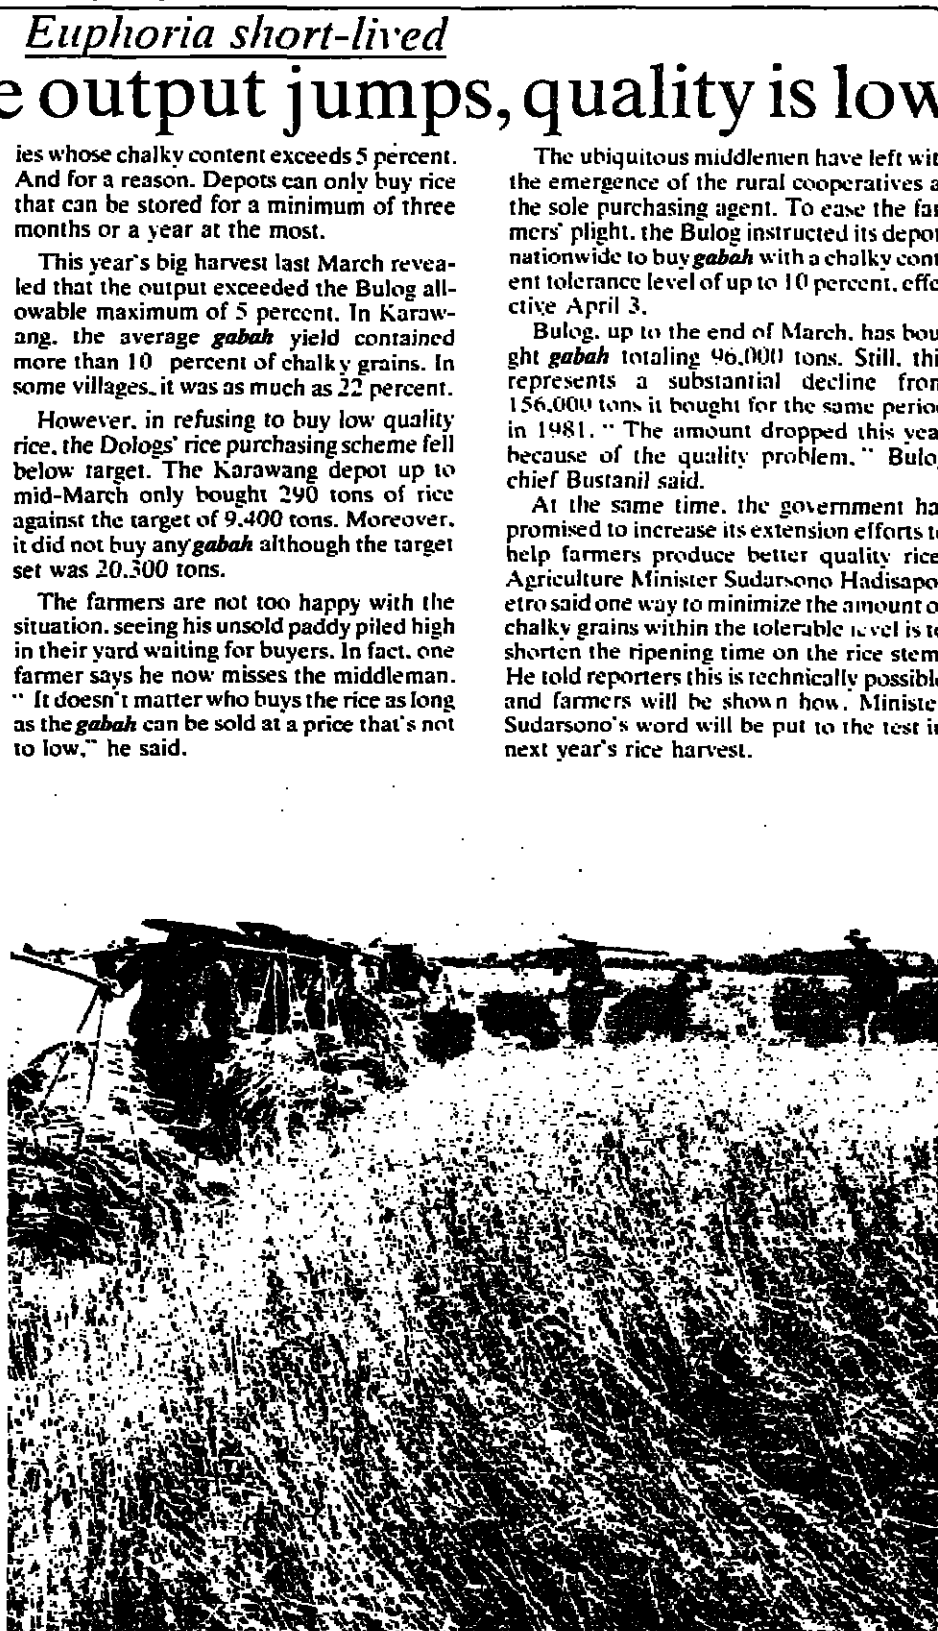 Euphoria short-lived
e output jumps, quality is low
ies whose chalky content exceeds 5 percent.
And for a reason. Depots can only buy rice
that can be stored for a minimum of three
months or a year at the most.
This year's big harvest last March revea-
led that the output exceeded the Bulog all-
owable maximum of 5 percent. In Karaw-
ang, the average gabah yield contained
more than 10 percent of chalky grains. In
some villages, it was as much as 22 percent.
However, in refusing to buy low quality
rice, the Dologs' rice purchasing scheme fell
below target. The Karawang depot up to
mid-March only bought 290 tons of rice
against the target of 9.400 tons. Moreover,
it did not buy any gabah although the target
set was 20.300 tons.
The farmers are not too happy with the
situation, seeing his unsold paddy piled high
in their yard waiting for buyers. In fact, one
farmer says he now misses the middleman.
" It doesn't matter who buys the rice as long
as the gabah can be sold at a price that's not
to low," he said.
The ubiquitous middlemen have left wit
the emergence of the rural cooperatives a
the sole purchasing agent. To ease the far
mers' plight, the Bulog instructed its depot
nationwide to buy gabah with a chalky cont
ent tolerance level of up to 10 percent, effe
ctive April 3.
Bulog, up to the end of March, has bou
ght gabah totaling 96.000 tons. Still, thi
represents a substantial decline from
156.000 tons it bought for the same perio
in 1981. " The amount dropped this yea
because of the quality problem, " Bulo
chief Bustanil said.
At the same time, the government ha
promised to increase its extension efforts t
help farmers produce better quality rice
Agriculture Minister Sudarsono Hadisapo
etro said one way to minimize the amount o
chalky grains within the tolerable level is t
shorten the ripening time on the rice stem
He told reporters this is technically possibl
and farmers will be shown how. Ministe
Sudarsono's word will be put to the test i
next year's rice harvest.